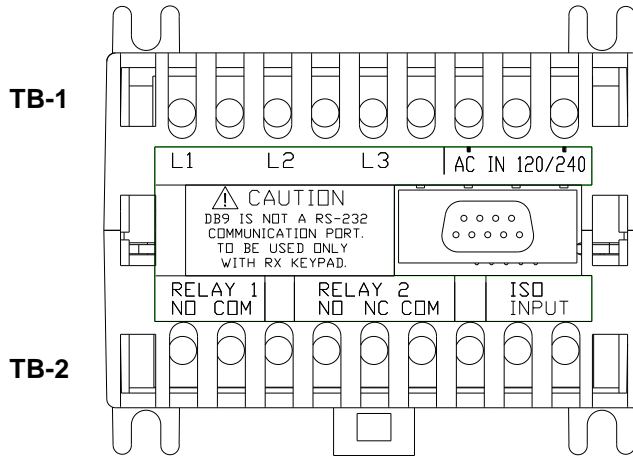 TB-1
L1 L2 L3 AC IN 120/240
CAUTION
DB9 IS NOT A RS-232
COMMUNICATION PORT.
TO BE USED ONLY
WITH RX KEYPAD.
RELAY 1 RELAY 2 ISO
NO COM NO NC COM INPUT
TB-2